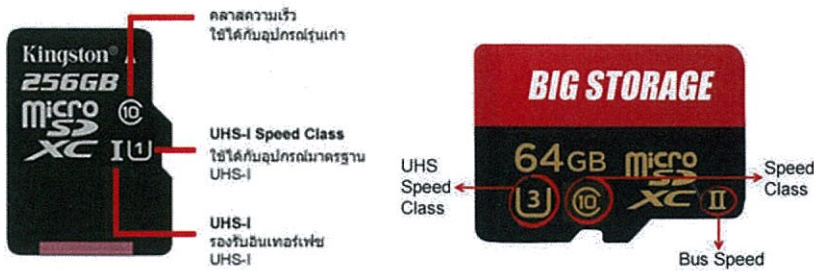 คลาสความเร็ว
ใช้ได้กับอุปกรณ์รุ่นเก่า
Kingston®
256GB
micro
SD
XC
10
I 1
UHS-I Speed Class
ใช้ได้กับอุปกรณ์มาตรฐาน
UHS-I
UHS-I
รองรับอินเทอร์เฟซ
UHS-I
BIG STORAGE
64GB
micro
SD
XC
3
10
II
UHS
Speed
Class
Speed
Class
Bus Speed